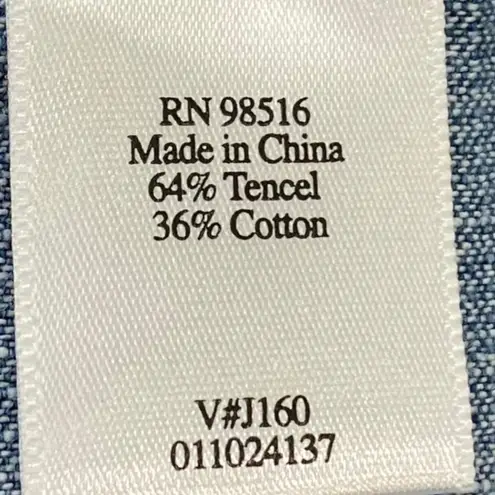 RN 98516
Made in China
64% Tencel
36% Cotton
V#J160
011024137